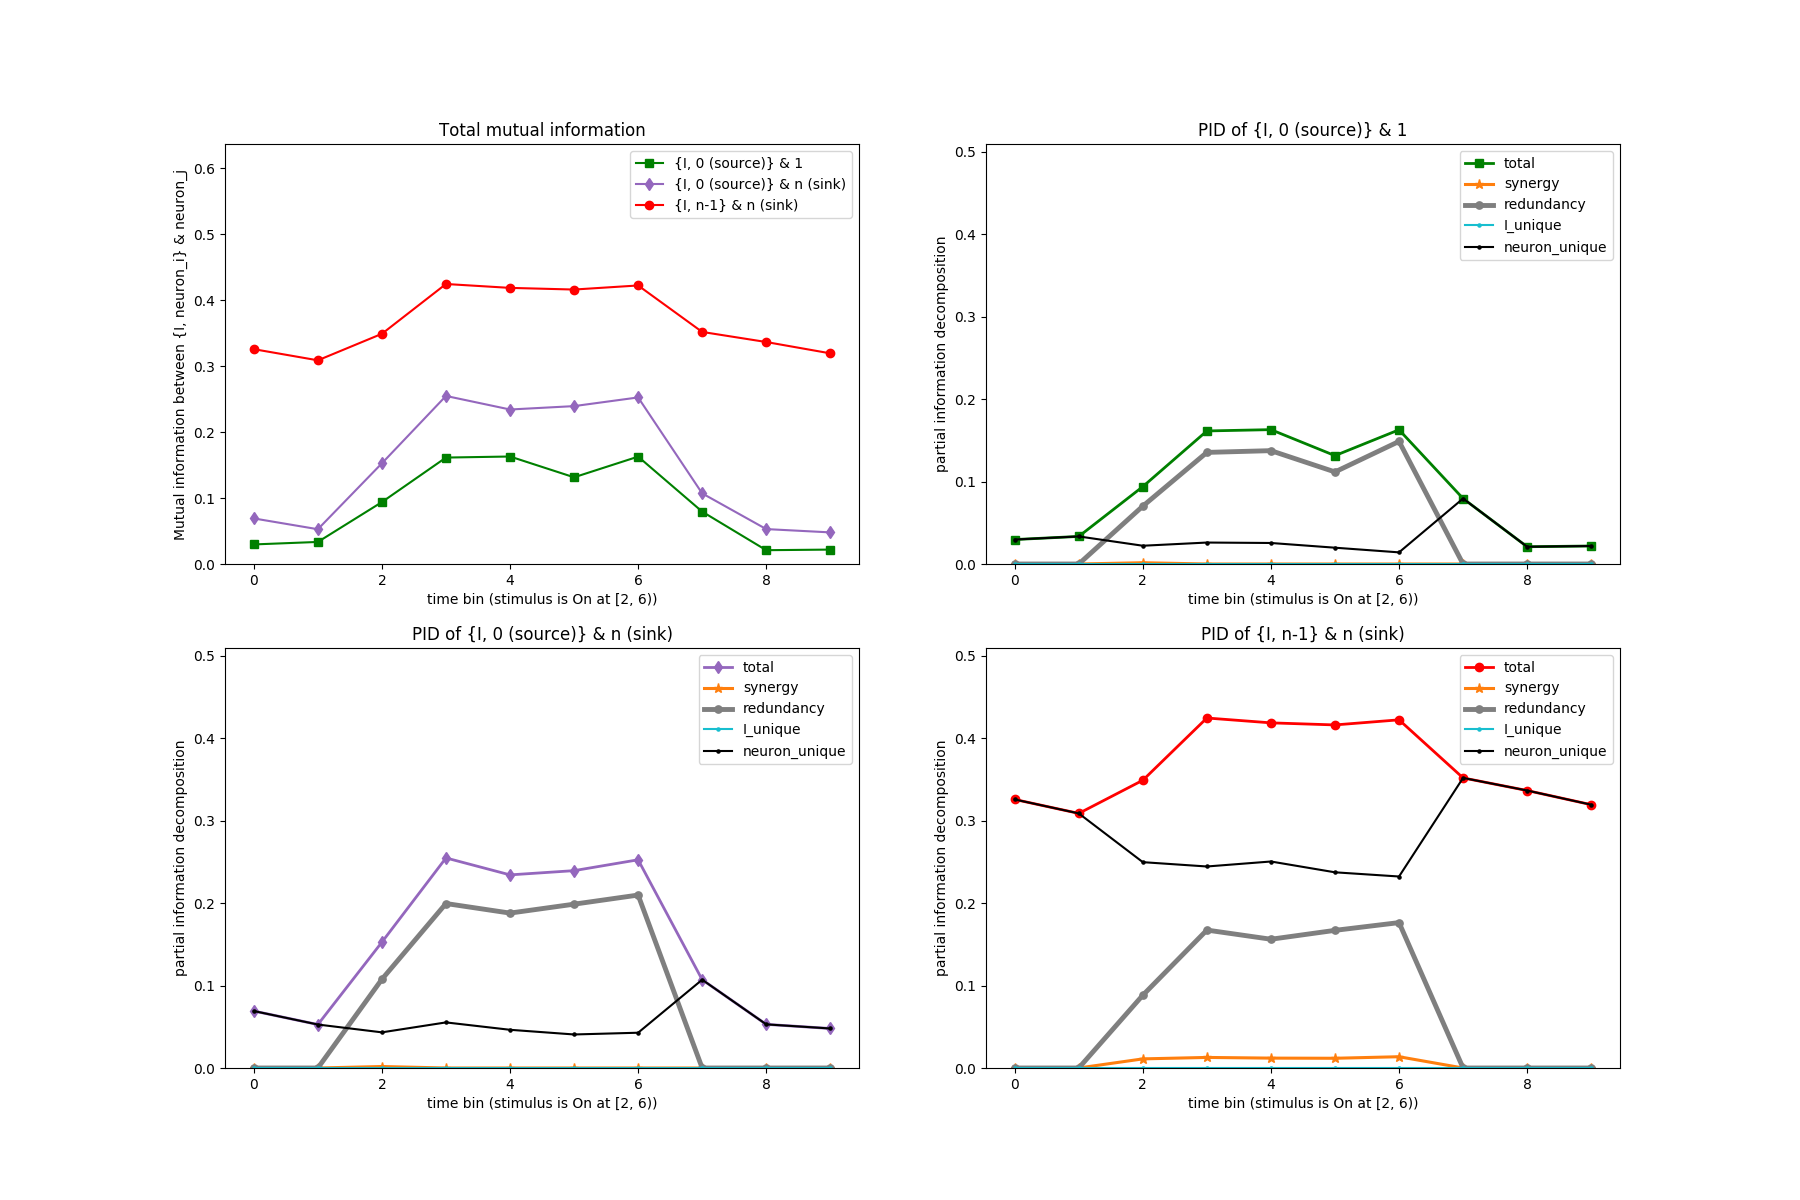 Total mutual information
Mutual information between {I, neuron_i} & neuron_j
0.6
0.5
0.4
0.3
0.2
0.1
0.0
{I, 0 (source)} & 1
{I, 0 (source)} & n (sink)
{I, n-1} & n (sink)
0 2 4 6 8
time bin (stimulus is On at [2, 6))
PID of {I, 0 (source)} & 1
partial information decomposition
0.5
0.4
0.3
0.2
0.1
0.0
total
synergy
redundancy
I_unique
neuron_unique
0 2 4 6 8
time bin (stimulus is On at [2, 6))
PID of {I, 0 (source)} & n (sink)
partial information decomposition
0.5
0.4
0.3
0.2
0.1
0.0
total
synergy
redundancy
I_unique
neuron_unique
0 2 4 6 8
time bin (stimulus is On at [2, 6))
PID of {I, n-1} & n (sink)
partial information decomposition
0.5
0.4
0.3
0.2
0.1
0.0
total
synergy
redundancy
I_unique
neuron_unique
0 2 4 6 8
time bin (stimulus is On at [2, 6))